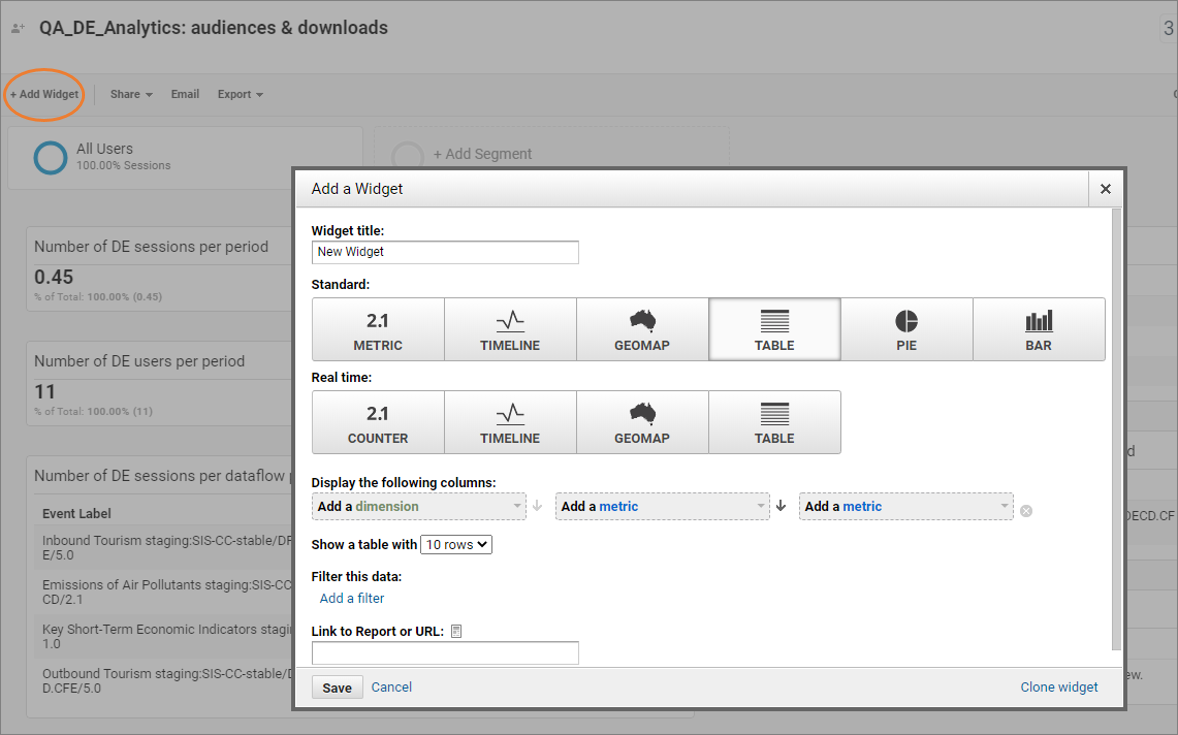 QA_DE_Analytics: audiences & downloads
3
+ Add Widget
Share
Email
Export
All Users
100.00% Sessions
+ Add Segment
Number of DE sessions per period
0.45
% of Total: 100.00% (0.45)
Number of DE users per period
11
% of Total: 100.00% (11)
Number of DE sessions per dataflow
Event Label
Inbound Tourism staging:SIS-CC-stable/DF
E/5.0
Emissions of Air Pollutants staging:SIS-CC
CD/2.1
Key Short-Term Economic Indicators stagi
1.0
Outbound Tourism staging:SIS-CC-stable/D
D.CFE/5.0
d
DECD.CF
ew.
Add a Widget
Widget title:
New Widget
Standard:
2.1
METRIC
TIMELINE
GEOMAP
TABLE
PIE
BAR
Real time:
2.1
COUNTER
TIMELINE
GEOMAP
TABLE
Display the following columns:
Add a dimension
Add a metric
Add a metric
Show a table with 10 rows
Filter this data:
Add a filter
Link to Report or URL:
Save
Cancel
Clone widget